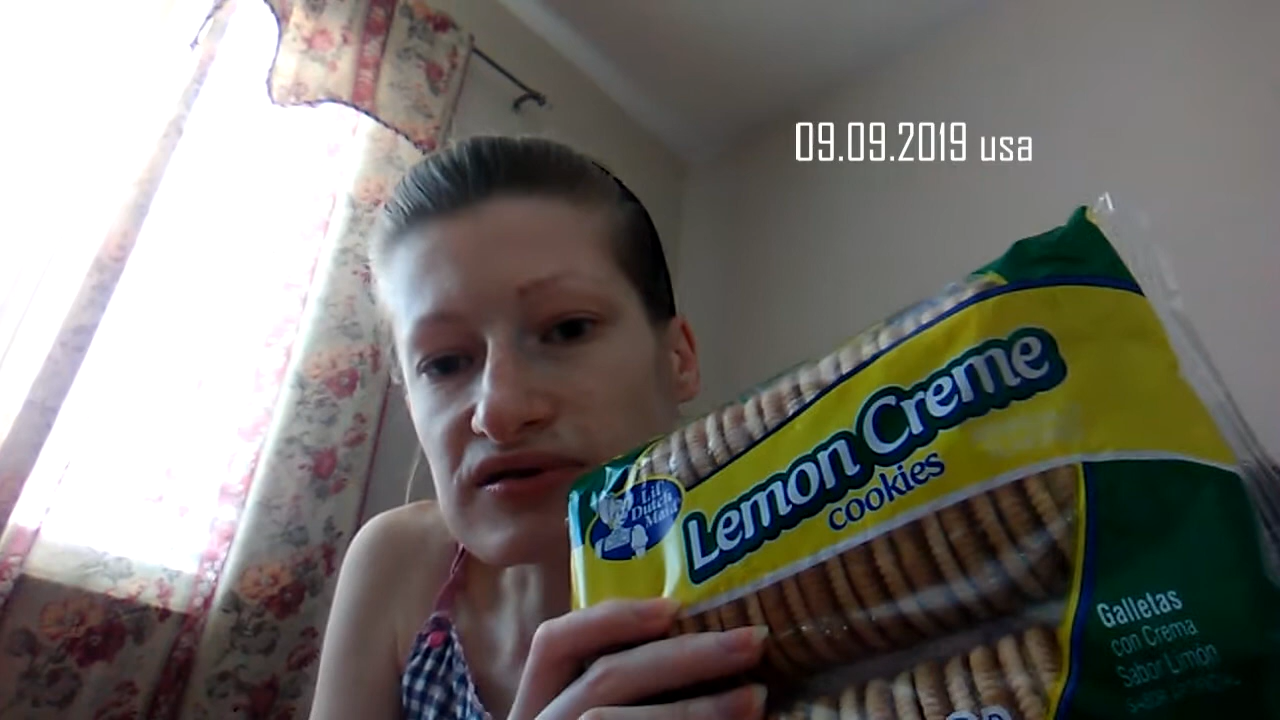 09.09.2019 usa
Lil'
Dutch
Maid
Lemon Creme
cookies
Galletas
con Crema
Sabor Limón